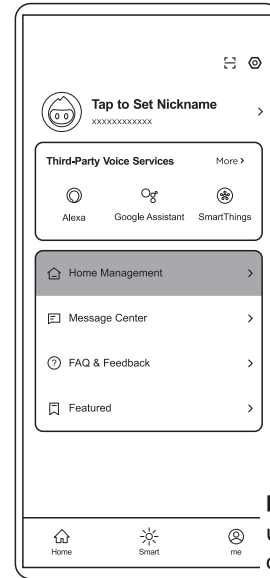 Tap to Set Nickname
xxxxxxxxxxxx
Third-Party Voice Services More
Alexa Google Assistant SmartThings
Home Management
Message Center
FAQ & Feedback
Featured
Home Smart me